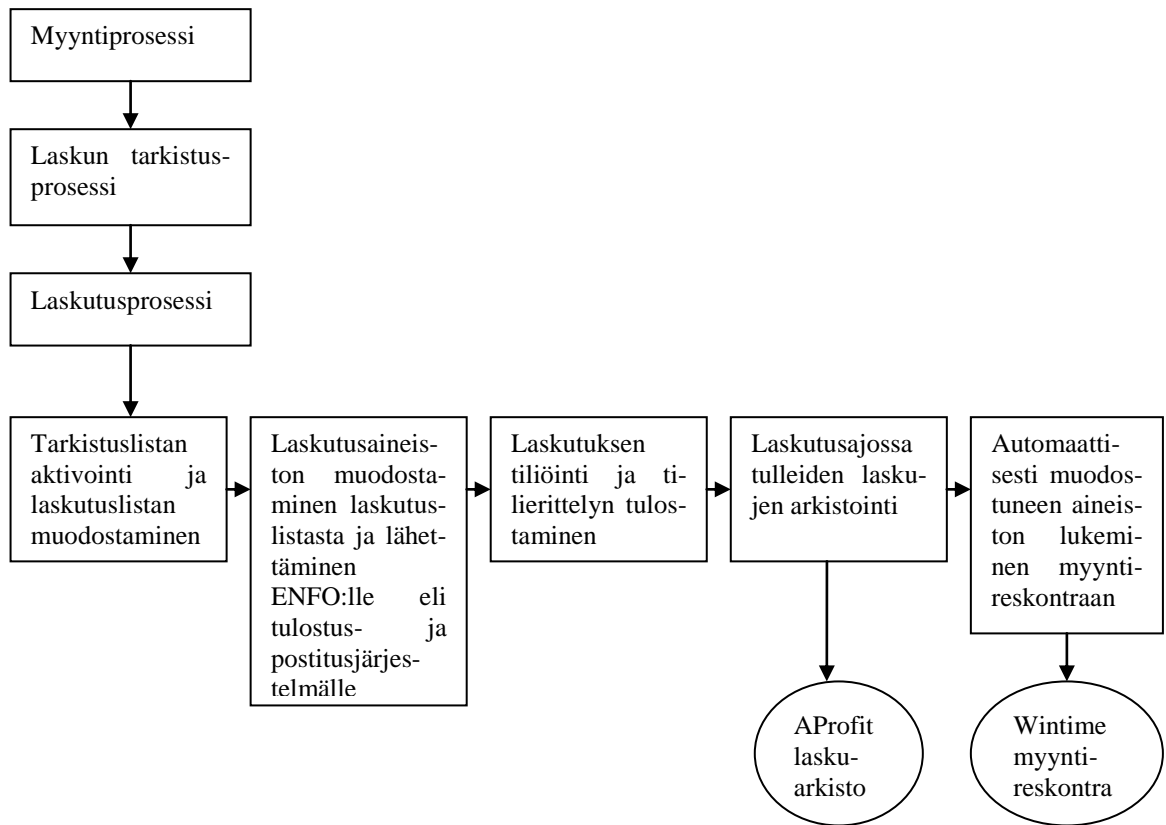 Myyntiprosessi
Laskun tarkistus-
prosessi
Laskutusprosessi
Tarkistuslistan
aktivointi ja
laskutuslistan
muodostaminen
Laskutusaineis-
ton muodosta-
minen laskutus-
listasta ja lähet-
täminen
ENFO:lle eli
tulostus- ja
postitusjärjes-
telmälle
Laskutuksen
tiliöinti ja ti-
lierittelyn tulos-
taminen
Laskutusajossa
tulleiden lasku-
jen arkistointi
Automaatti-
sesti muodos-
tuneen aineis-
ton lukemi-
nen myynti-
reskontraan
AProfit
lasku-
arkisto
Wintime
myynti-
reskontra